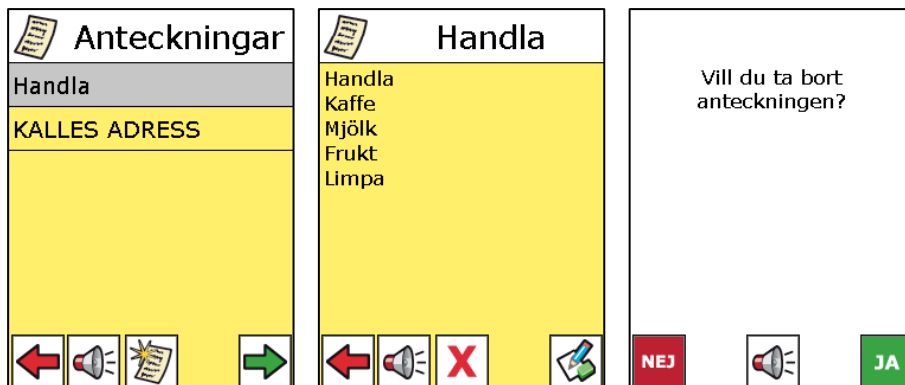 Anteckningar
Handla
KALLES ADRESS
Handla
Handla
Kaffe
Mjölk
Frukt
Limpa
Vill du ta bort
anteckningen?
NEJ
JA